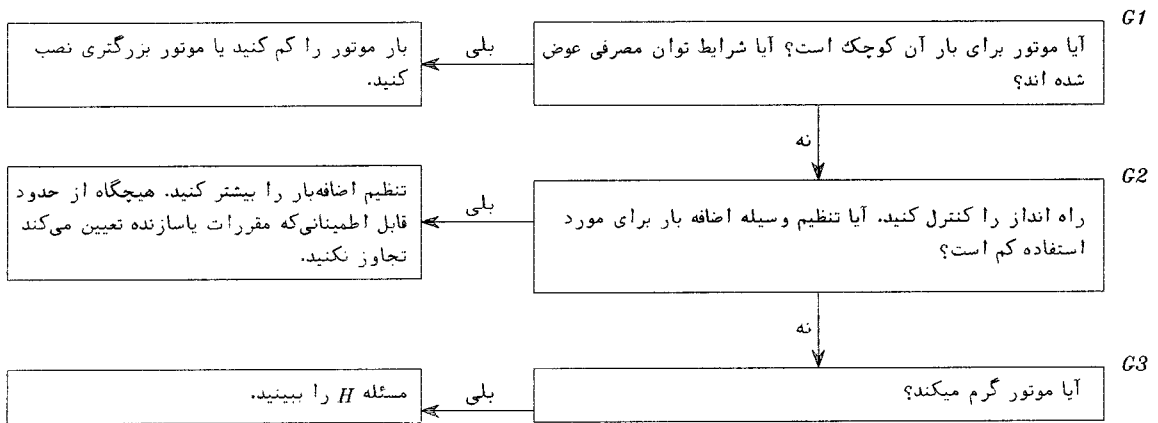 G1
آیا موتور برای بار آن کوچک است؟ آیا شرایط توان مصرفی عوض
شده اند؟
بلی
بار موتور را کم کنید یا موتور بزرگتری نصب
کنید.
نه
G2
راه انداز را کنترل کنید. آیا تنظیم وسیله اضافه بار برای مورد
استفاده کم است؟
بلی
تنظیم اضافه‌بار را بیشتر کنید. هیچگاه از حدود
قابل اطمینانی‌که مقررات یاسازنده تعیین می‌کند
تجاوز نکنید.
نه
G3
آیا موتور گرم میکند؟
بلی
مسئله H را ببینید.